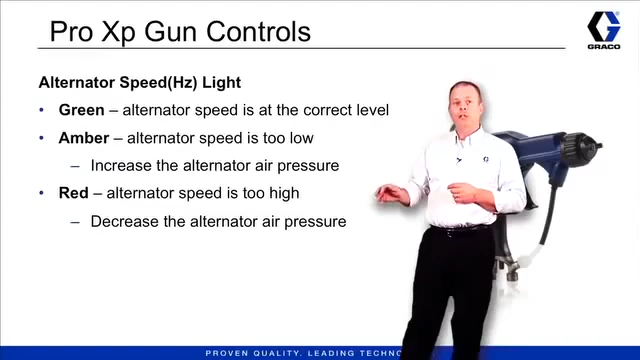 Pro Xp Gun Controls
GRACO
Alternator Speed(Hz) Light
• Green – alternator speed is at the correct level
• Amber – alternator speed is too low
– Increase the alternator air pressure
• Red – alternator speed is too high
– Decrease the alternator air pressure
PROVEN QUALITY. LEADING TECHNO